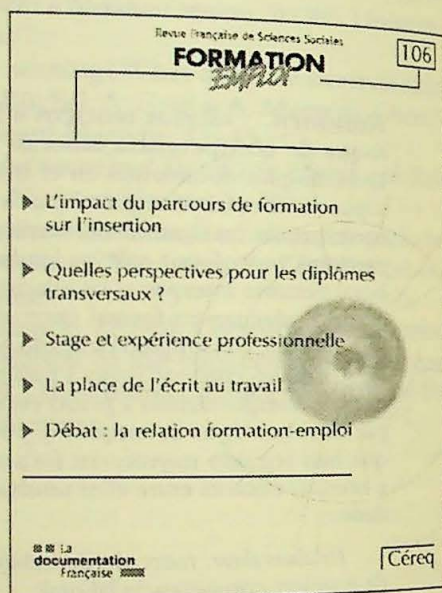 Revue Française de Sciences Sociales
FORMATION
EMPLOI
106
L'impact du parcours de formation
sur l'insertion
Quelles perspectives pour les diplômes
transversaux ?
Stage et expérience professionnelle
La place de l'écrit au travail
Débat : la relation formation-emploi
La
documentation
Française
Céreq